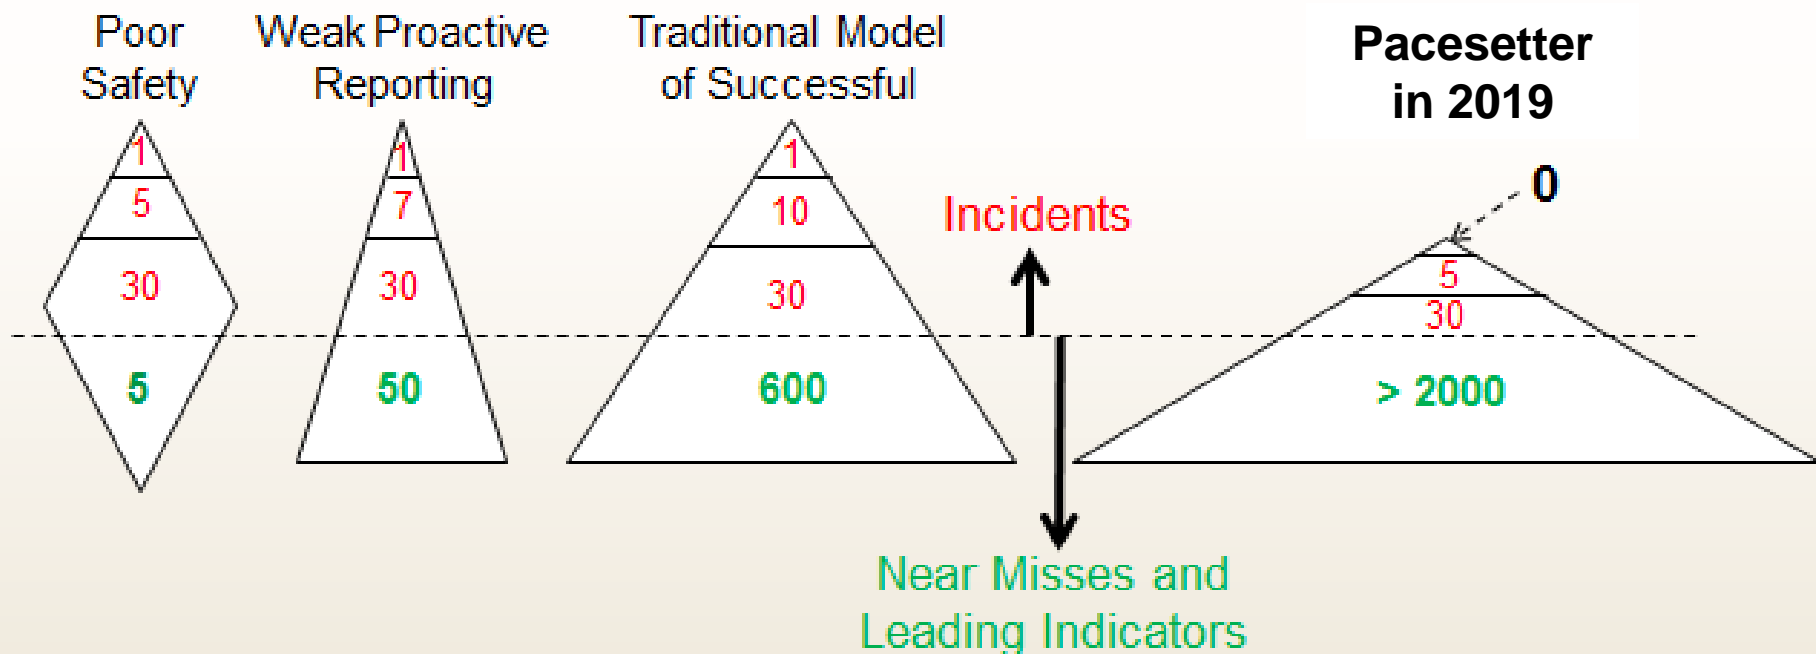 Poor
Safety
1
5
30
5
Weak Proactive
Reporting
1
7
30
50
Traditional Model
of Successful
1
10
30
600
Incidents
Near Misses and
Leading Indicators
Pacesetter
in 2019
0
5
30
> 2000